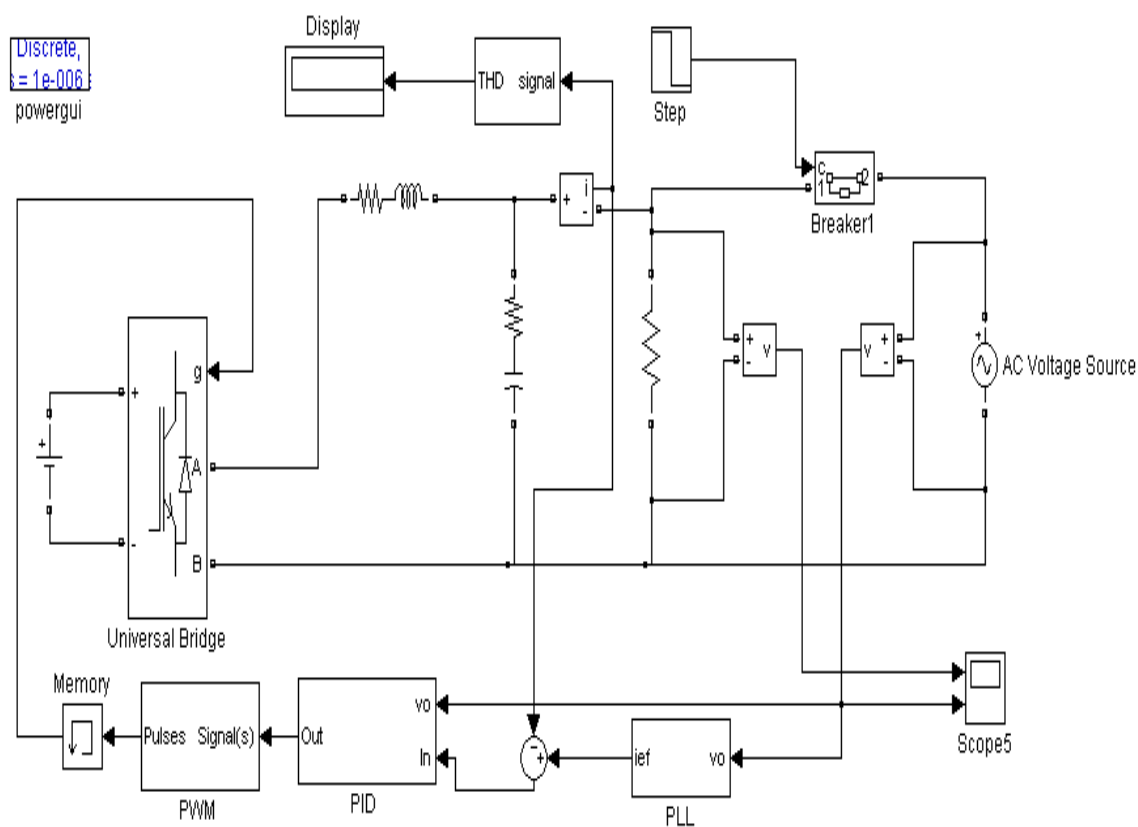 Display
Discrete,
s = 1e-006 s
powergui
THD signal
Step
c
1 2
Breaker1
+ i
-
g
+
A
-
B
Universal Bridge
+
+
- v
v +
-
+
AC Voltage Source
Memory
Pulses Signal(s)
PWM
Out vo
In
PID
-
+
ief vo
PLL
Scope5